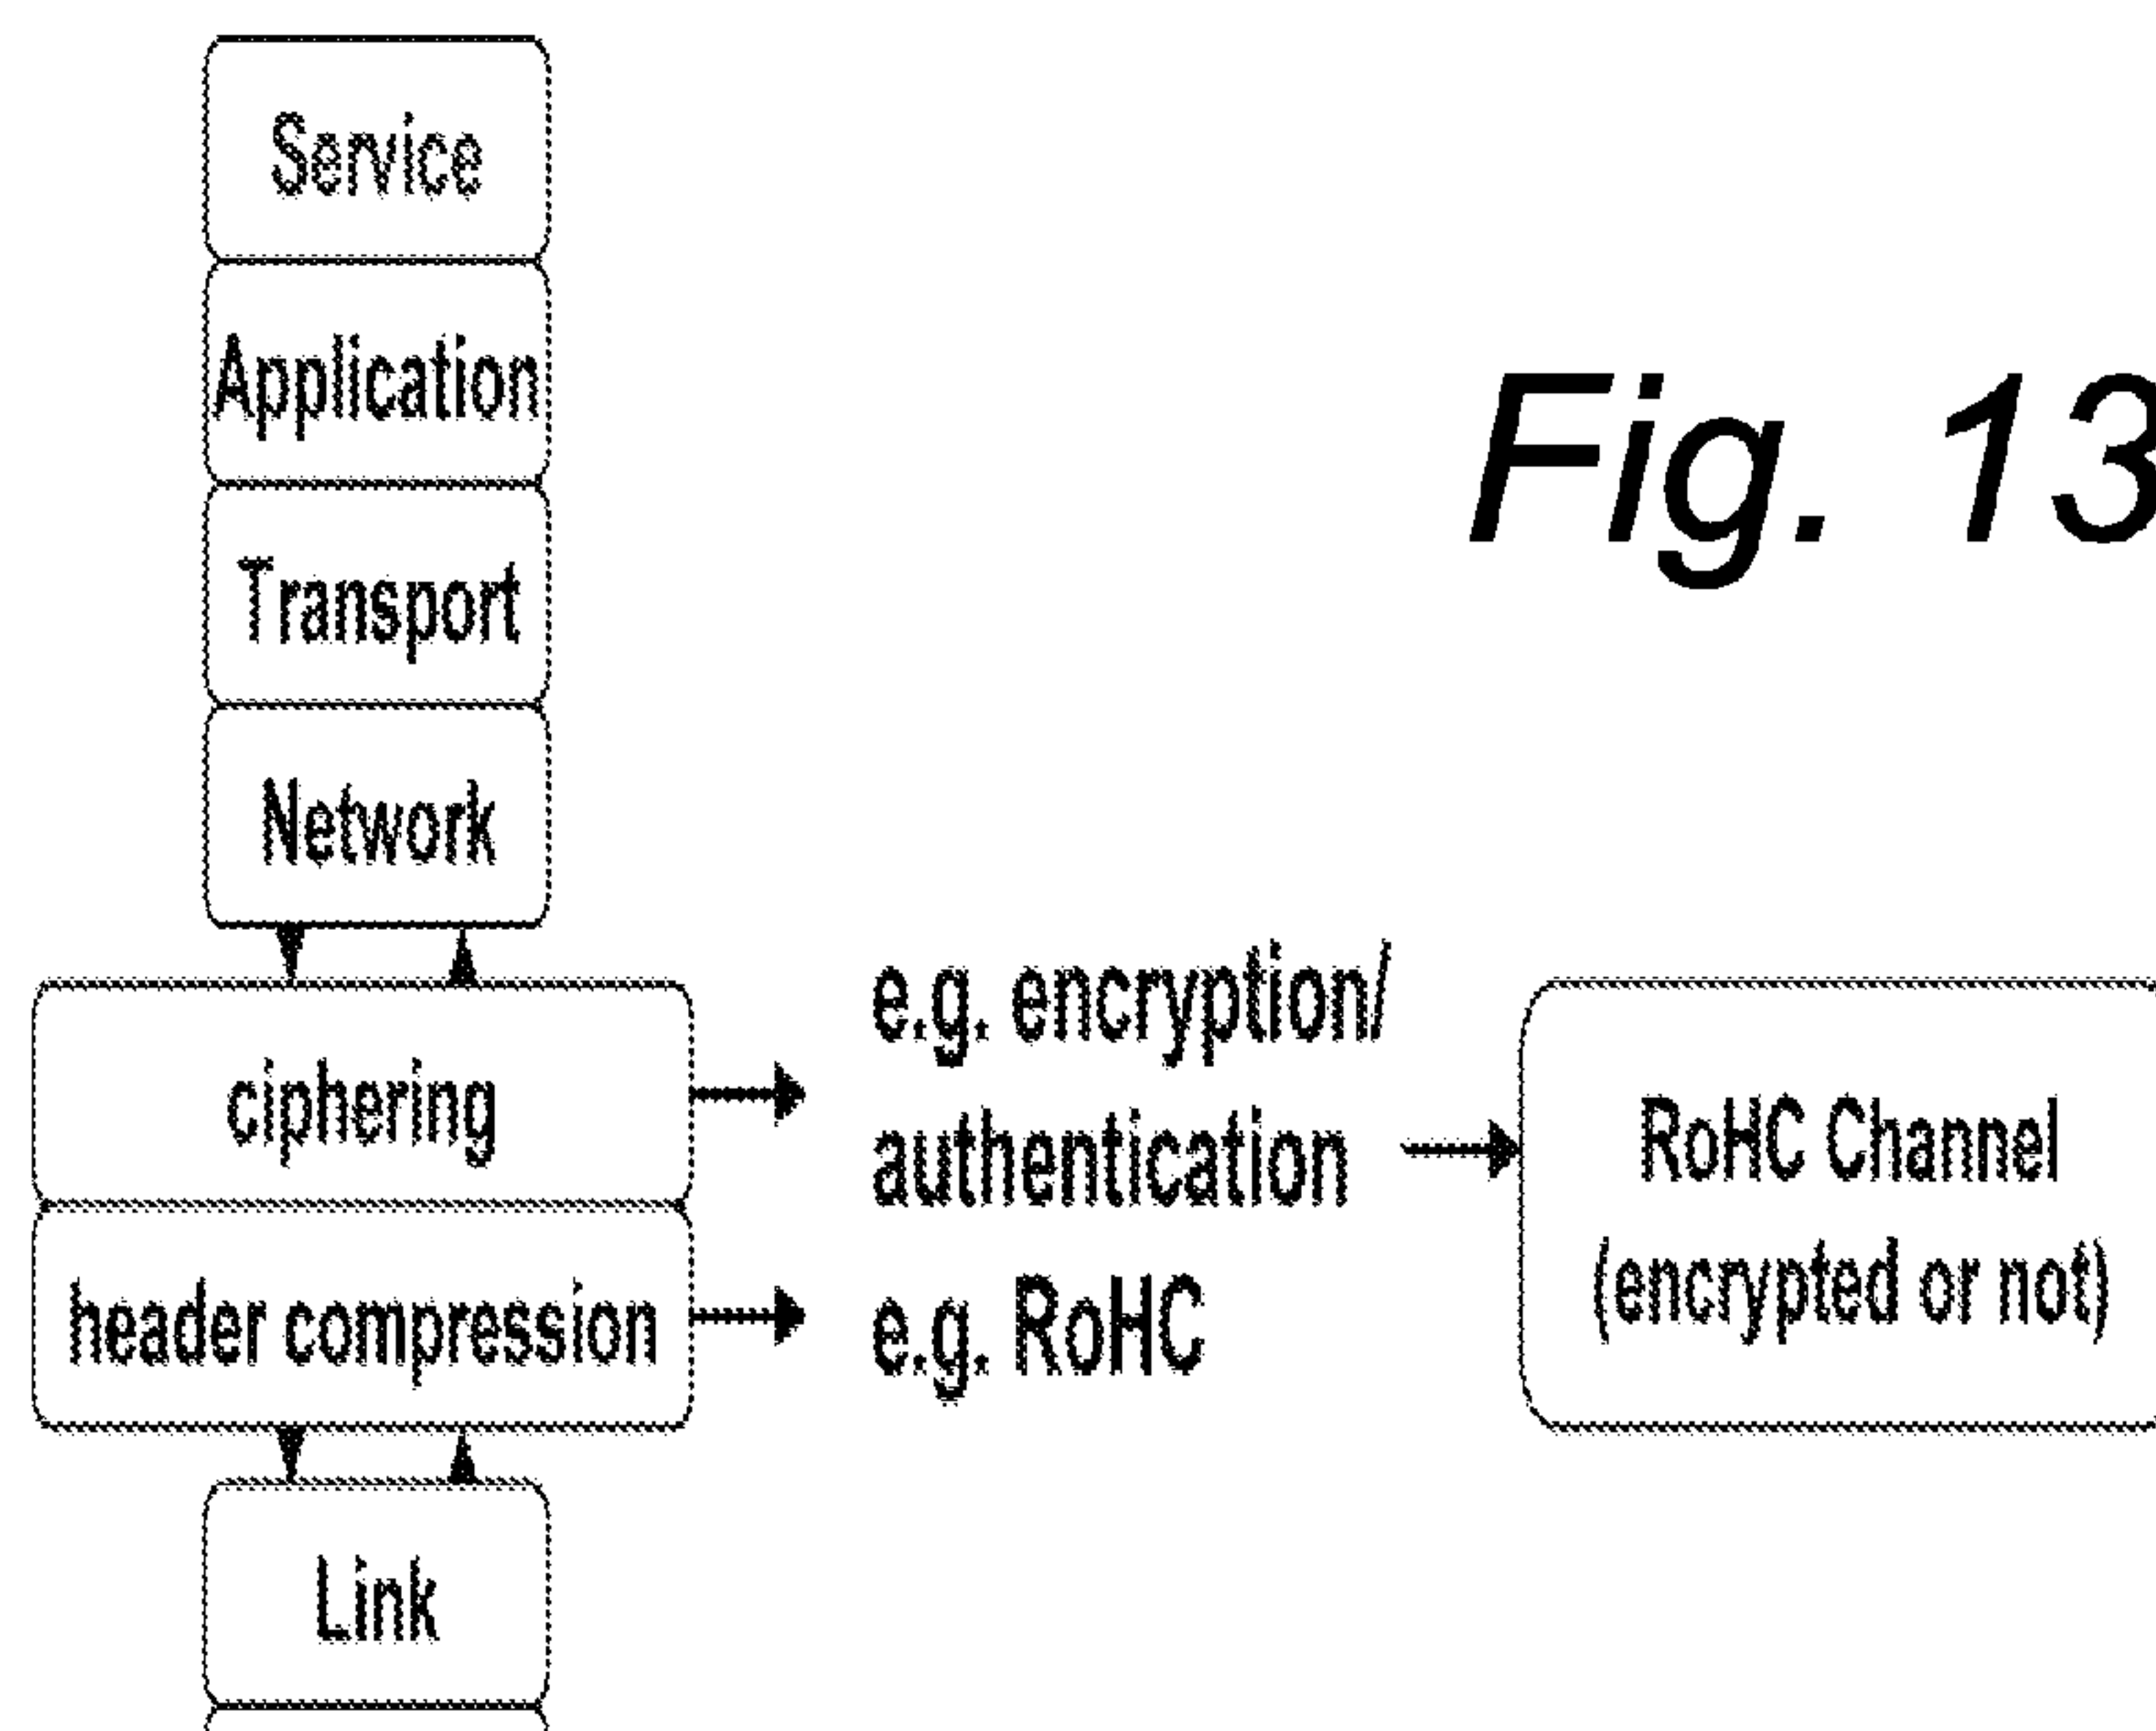 Service
Application
Transport
Network
ciphering
header compression
Link
e.g. encryption/
authentication
e.g. RoHC
RoHC Channel
(encrypted or not)
Fig. 13